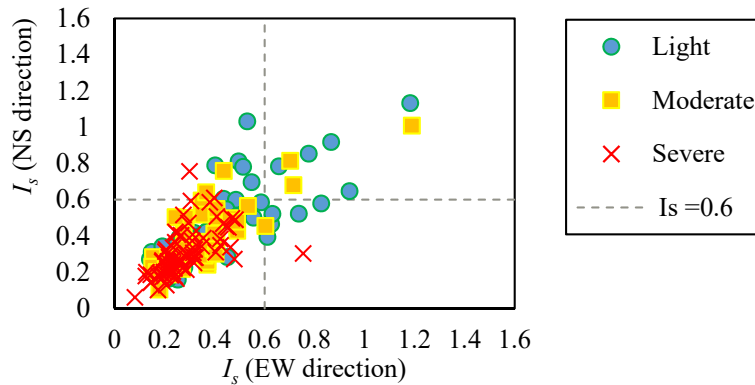 1.6
1.4
1.2
1
0.8
0.6
0.4
0.2
0
I_s (NS direction)
0 0.2 0.4 0.6 0.8 1 1.2 1.4 1.6
I_s (EW direction)
Light
Moderate
Severe
Is =0.6